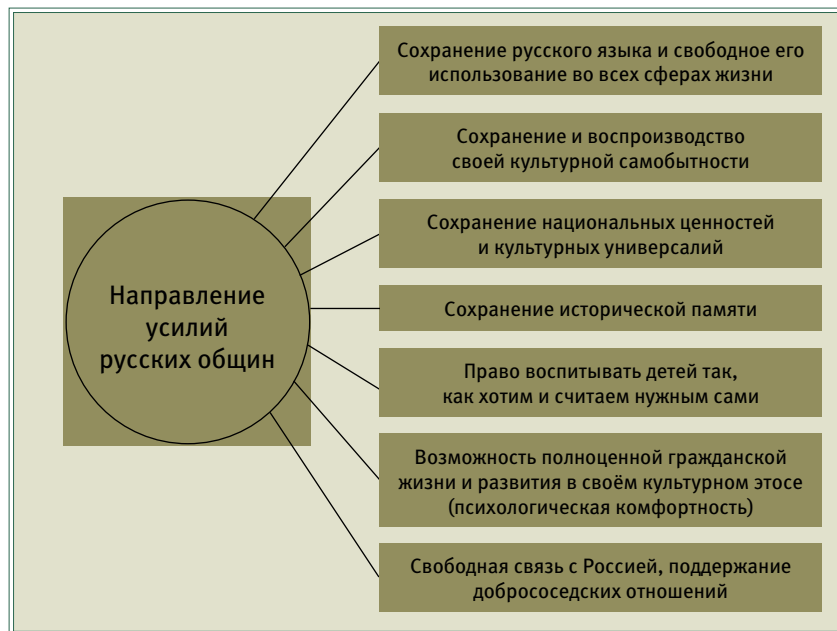 Сохранение русского языка и свободное его
использование во всех сферах жизни
Сохранение и воспроизводство
своей культурной самобытности
Сохранение национальных ценностей
и культурных универсалий
Направление
усилий
русских общин
Сохранение исторической памяти
Право воспитывать детей так,
как хотим и считаем нужным сами
Возможность полноценной гражданской
жизни и развития в своём культурном этосе
(психологическая комфортность)
Свободная связь с Россией, поддержание
добрососедских отношений